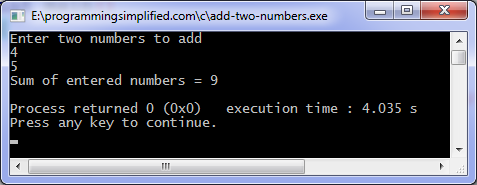 E:\programmingsimplified.com\c\add-two-numbers.exe
Enter two numbers to add
4
5
Sum of entered numbers = 9
Process returned 0 (0x0)   execution time : 4.035 s
Press any key to continue.